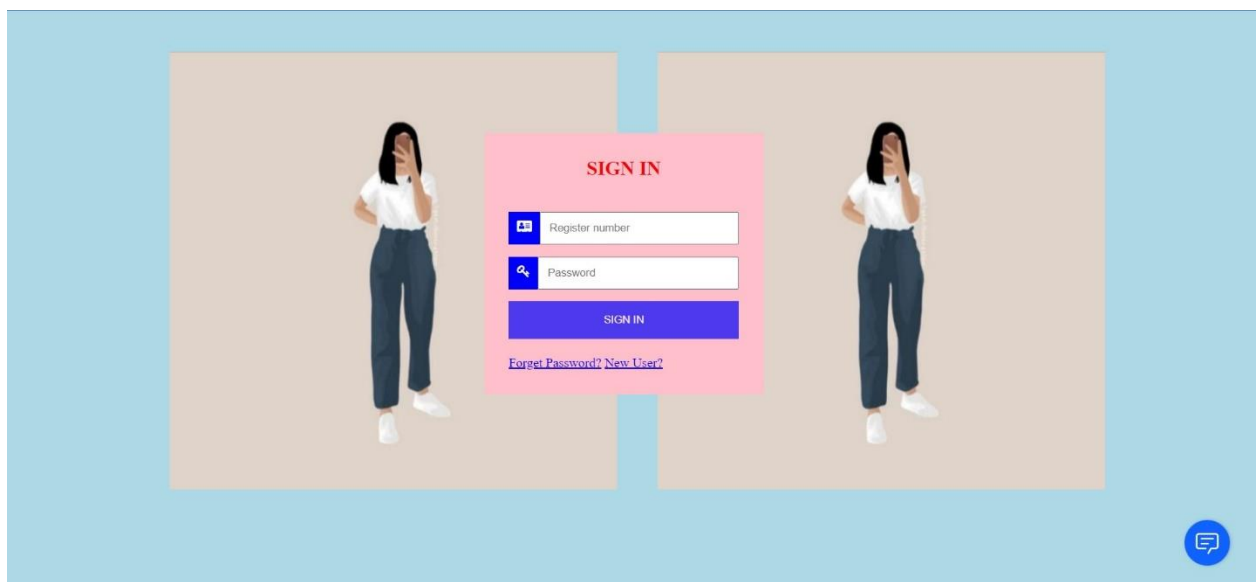 SIGN IN
Register number
Password
SIGN IN
Forget Password? New User?